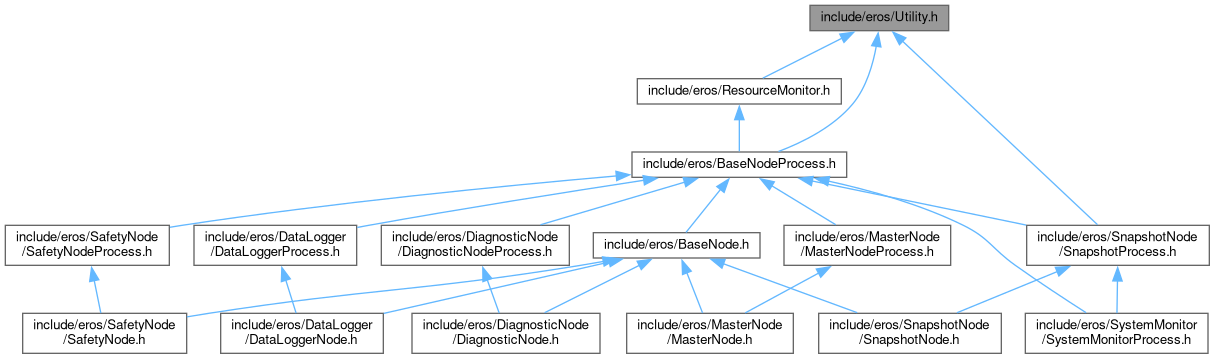 include/eros/Utility.h
include/eros/ResourceMonitor.h
include/eros/BaseNodeProcess.h
include/eros/SafetyNode
/SafetyNodeProcess.h
include/eros/DataLogger
/DataLoggerProcess.h
include/eros/DiagnosticNode
/DiagnosticNodeProcess.h
include/eros/BaseNode.h
include/eros/MasterNode
/MasterNodeProcess.h
include/eros/SnapshotNode
/SnapshotProcess.h
include/eros/SafetyNode
/SafetyNode.h
include/eros/DataLogger
/DataLoggerNode.h
include/eros/DiagnosticNode
/DiagnosticNode.h
include/eros/MasterNode
/MasterNode.h
include/eros/SnapshotNode
/SnapshotNode.h
include/eros/SystemMonitor
/SystemMonitorProcess.h